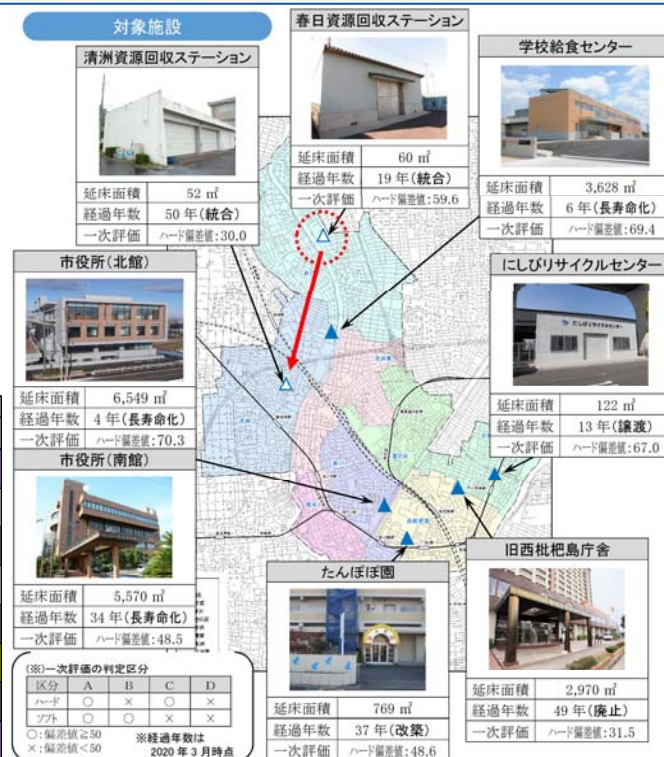 対象施設
清洲資源回収ステーション
延床面積 52 ㎡
経過年数 50 年(統合)
一次評価 ハード偏差値:30.0
春日資源回収ステーション
延床面積 60 ㎡
経過年数 19 年(統合)
一次評価 ハード偏差値:59.6
学校給食センター
延床面積 3,628 ㎡
経過年数 6 年(長寿命化)
一次評価 ハード偏差値:69.4
市役所(北館)
延床面積 6,549 ㎡
経過年数 4 年(長寿命化)
一次評価 ハード偏差値:70.3
にしびリサイクルセンター
にしびリサイクルセンター
延床面積 122 ㎡
経過年数 13 年(譲渡)
一次評価 ハード偏差値:67.0
市役所(南館)
延床面積 5,570 ㎡
経過年数 34 年(長寿命化)
一次評価 ハード偏差値:48.5
たんぽぽ園
延床面積 769 ㎡
経過年数 37 年(改築)
一次評価 ハード偏差値:48.6
旧西枇杷島庁舎
延床面積 2,970 ㎡
経過年数 49 年(廃止)
一次評価 ハード偏差値:31.5
(※)一次評価の判定区分
区分 A B C D
ハード ○ × ○ ×
ソフト ○ ○ × ×
○:偏差値≧50
×:偏差値<50
※経過年数は
2020 年 3 月時点